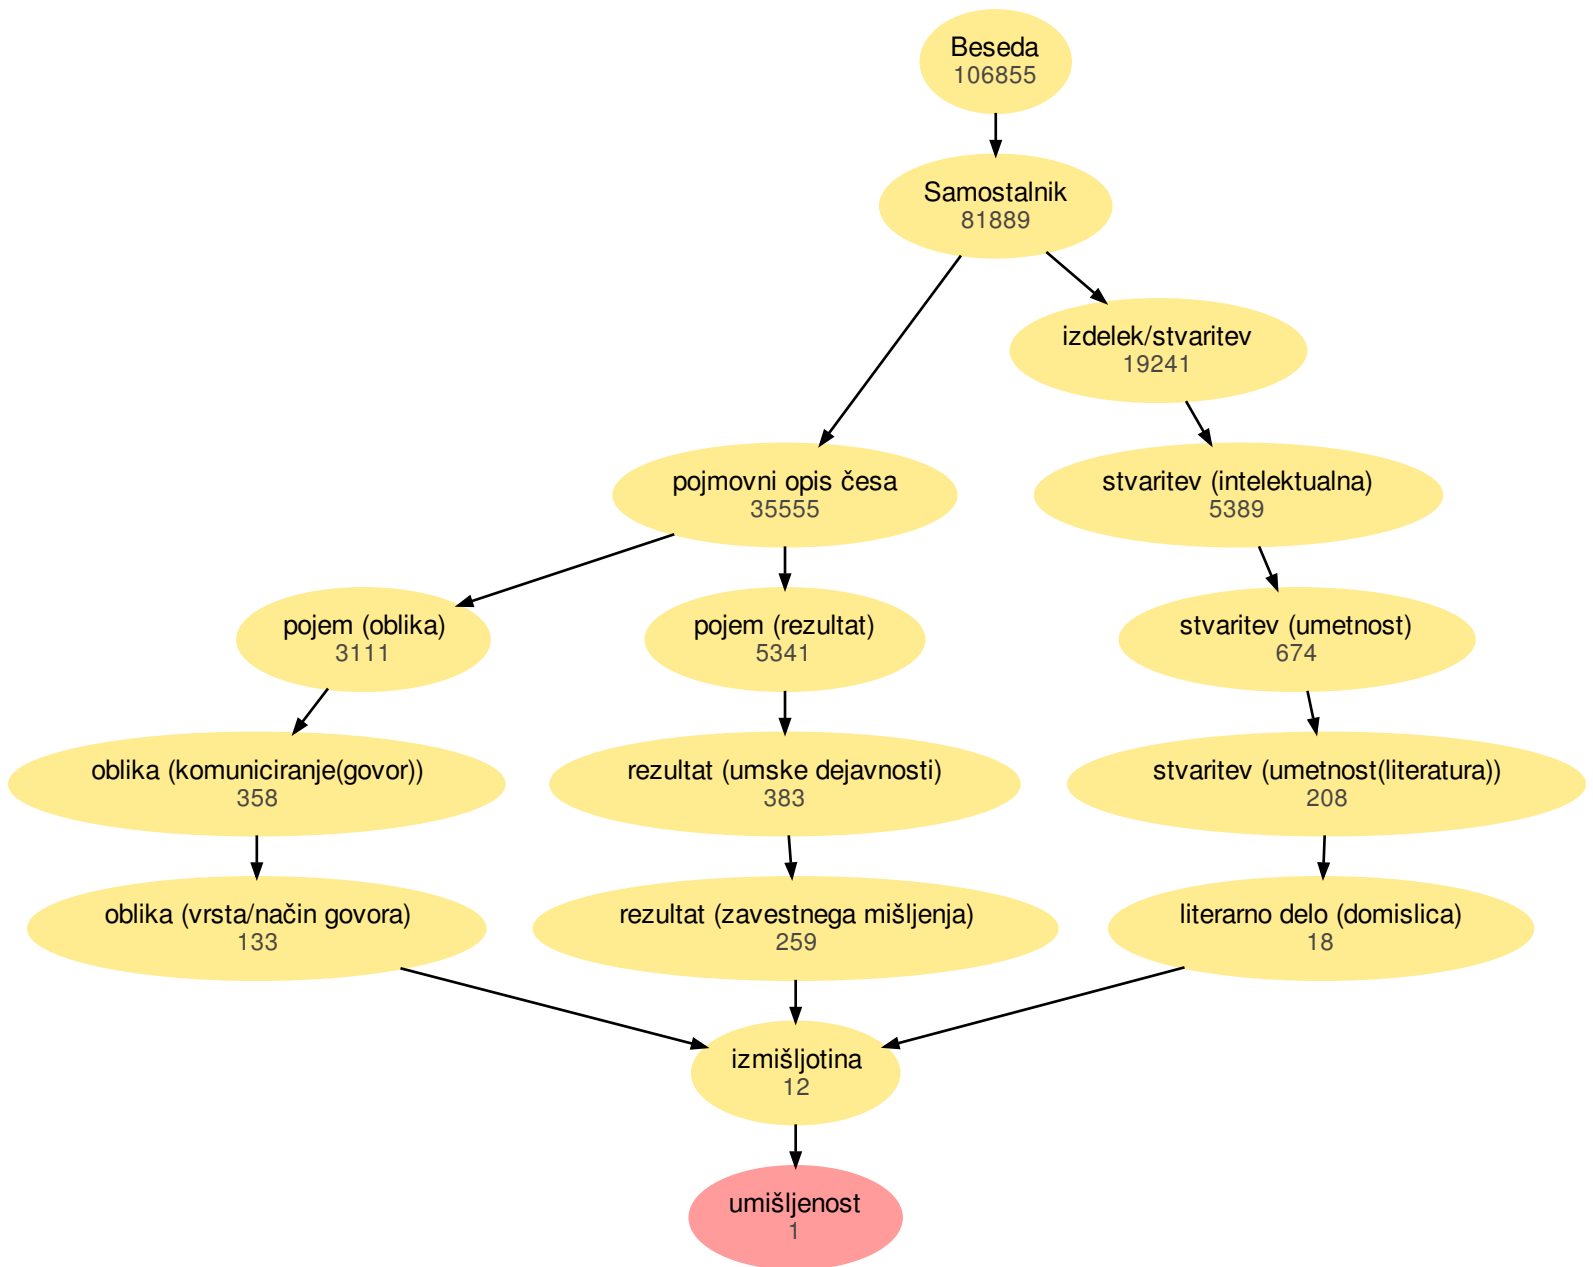 Beseda
106855
Samostalnik
81889
izdelek/stvaritev
19241
pojmovni opis česa
35555
stvaritev (intelektualna)
5389
pojem (oblika)
3111
pojem (rezultat)
5341
stvaritev (umetnost)
674
oblika (komuniciranje(govor))
358
rezultat (umske dejavnosti)
383
stvaritev (umetnost(literatura))
208
oblika (vrsta/način govora)
133
rezultat (zavestnega mišljenja)
259
literarno delo (domislica)
18
izmišljotina
12
umišljenost
1